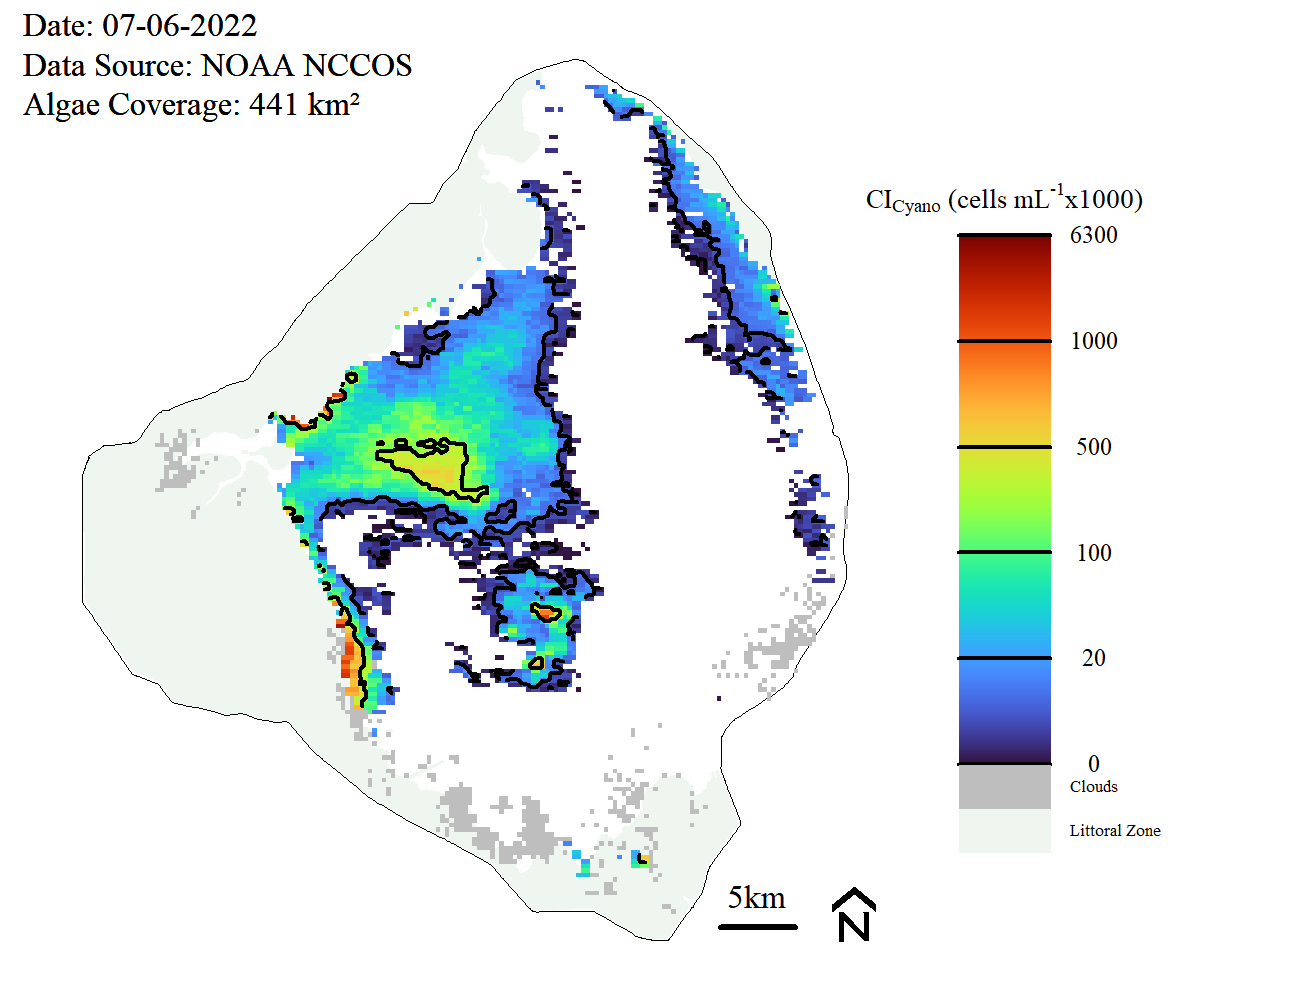 Date: 07-06-2022
Data Source: NOAA NCCOS
Algae Coverage: 441 km²
CI_Cyano (cells mL⁻¹x1000)
6300
1000
500
100
20
0
Clouds
Littoral Zone
5km
N